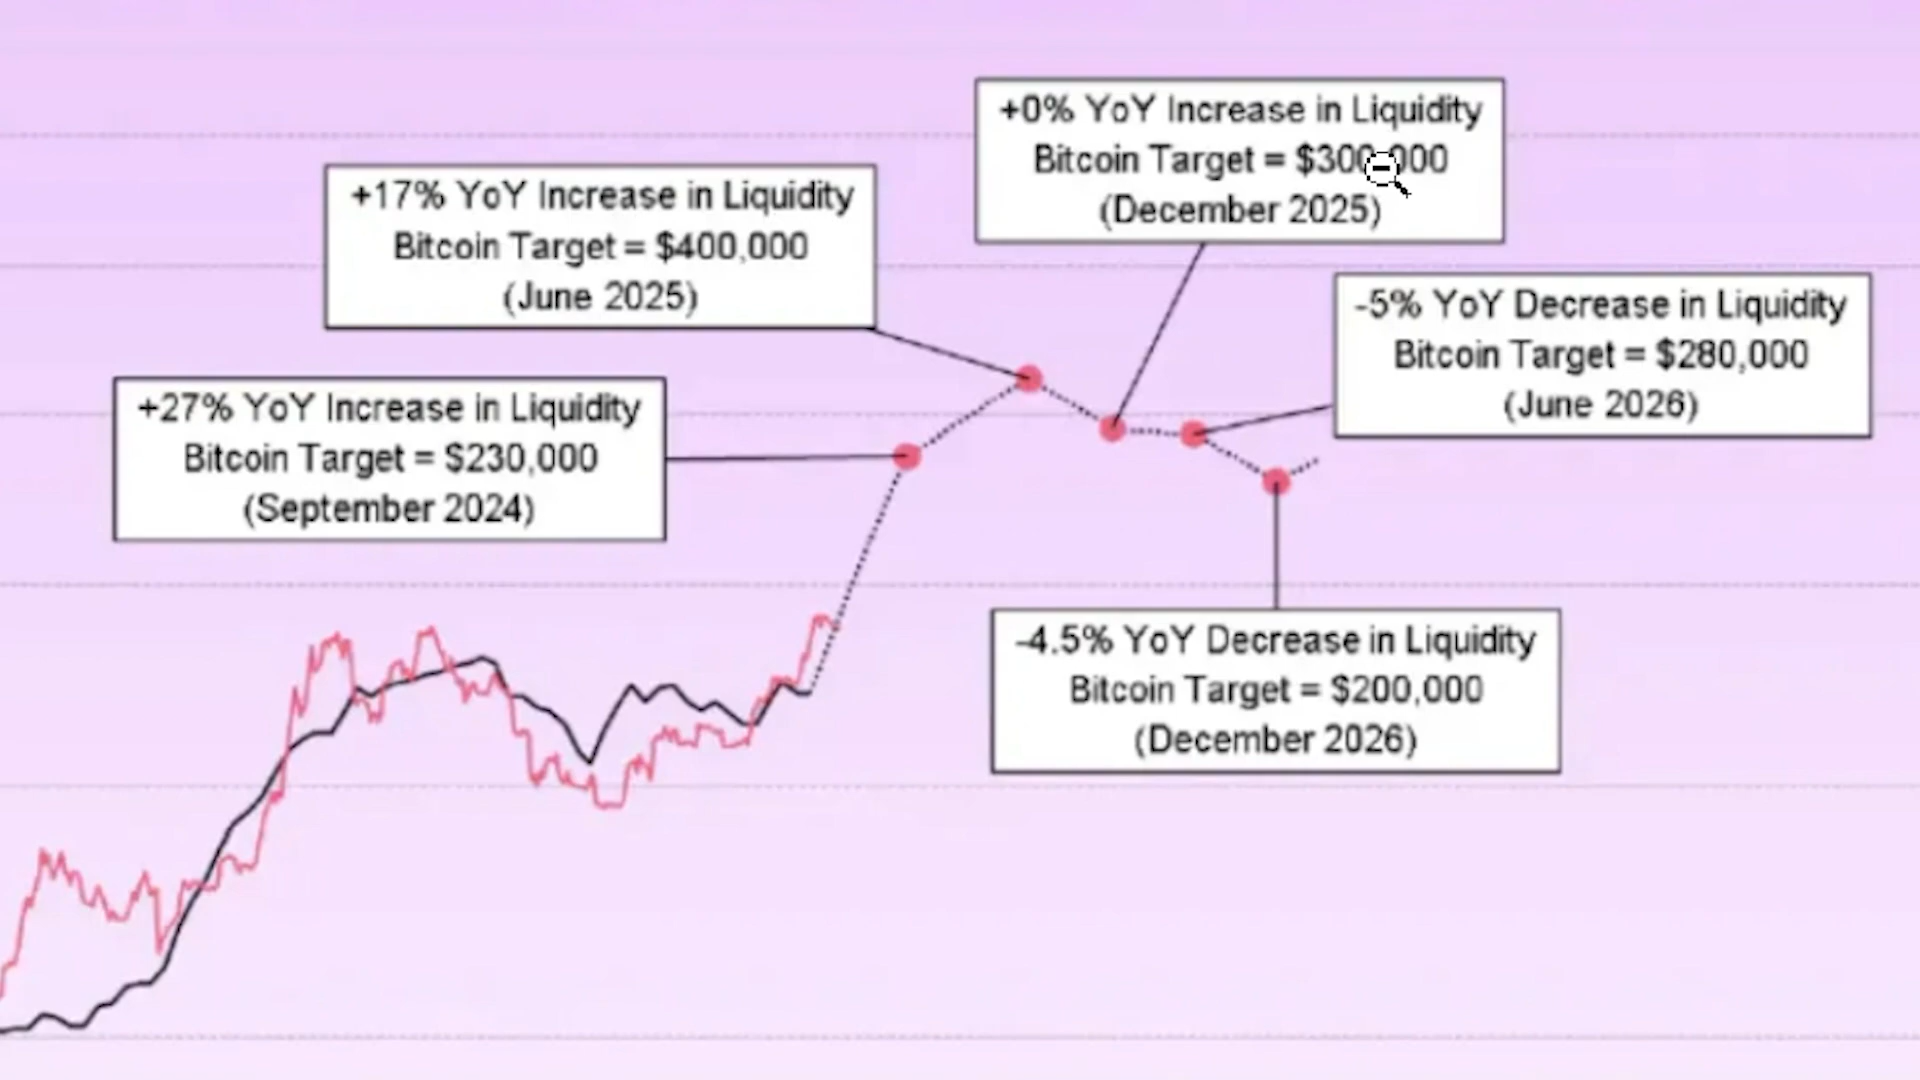 +0% YoY Increase in Liquidity
Bitcoin Target = $300,000
(December 2025)
+17% YoY Increase in Liquidity
Bitcoin Target = $400,000
(June 2025)
-5% YoY Decrease in Liquidity
Bitcoin Target = $280,000
(June 2026)
+27% YoY Increase in Liquidity
Bitcoin Target = $230,000
(September 2024)
-4.5% YoY Decrease in Liquidity
Bitcoin Target = $200,000
(December 2026)